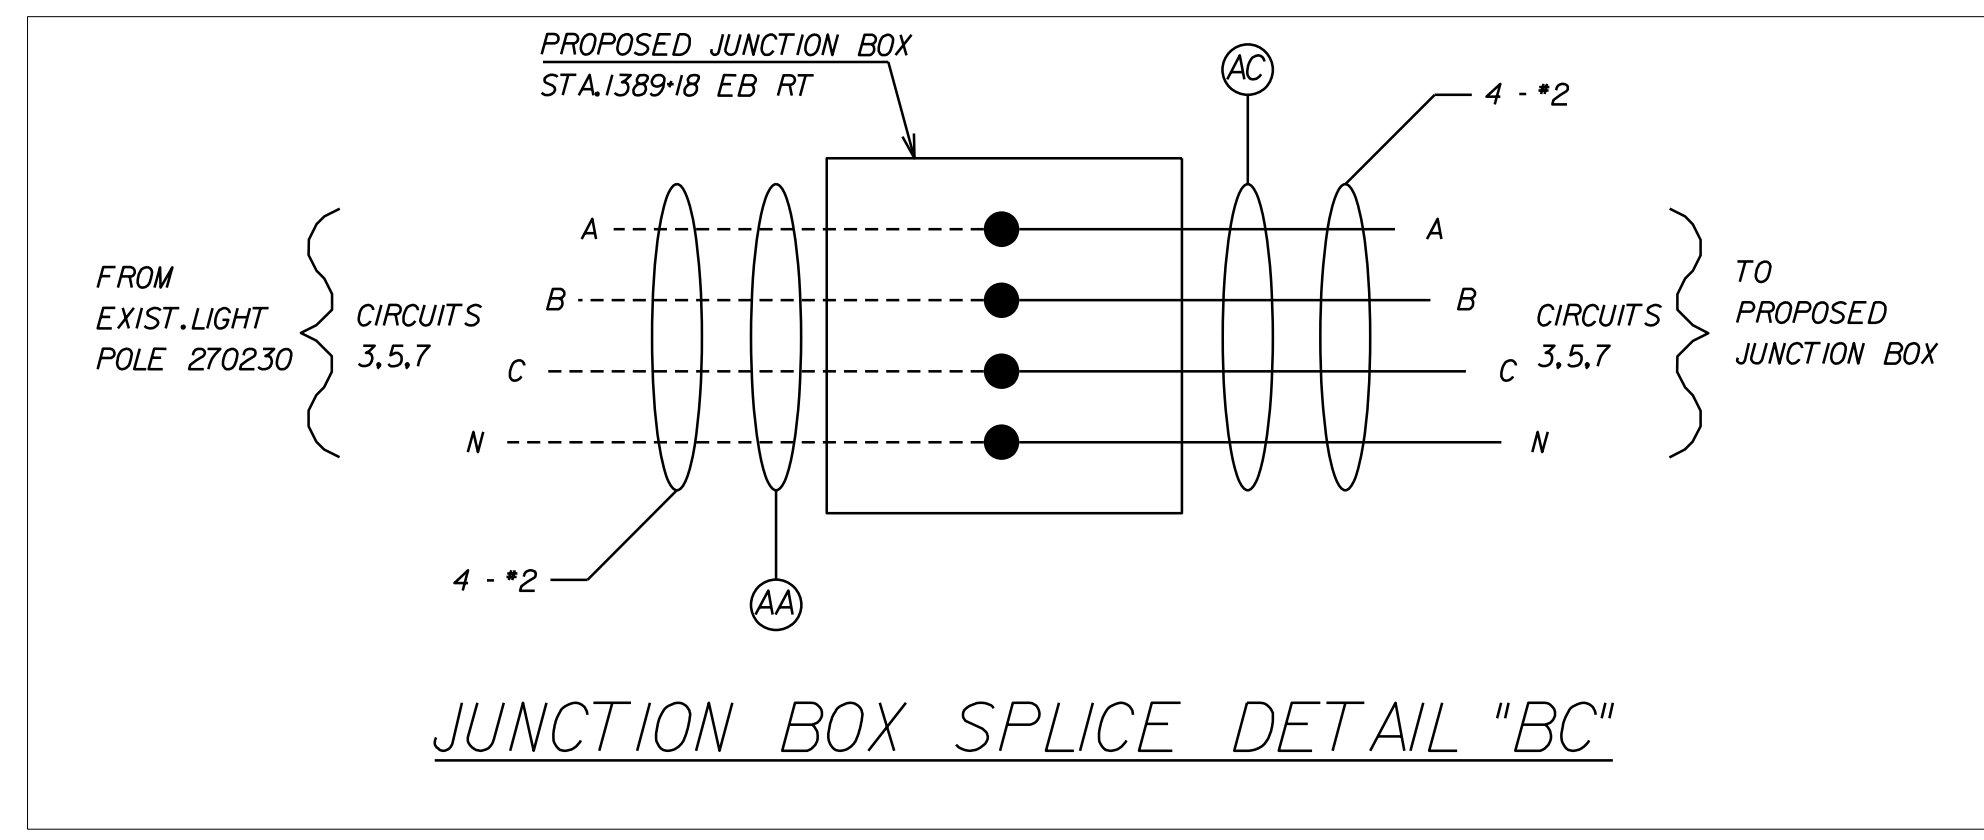 PROPOSED JUNCTION BOX
STA. 1389+18 EB RT
AC
4 - #2
A
A
B
B
C
C
N
N
FROM
EXIST. LIGHT
POLE 270230
CIRCUITS
3,5,7
CIRCUITS
3,5,7
TO
PROPOSED
JUNCTION BOX
4 - #2
AA
JUNCTION BOX SPLICE DETAIL "BC"